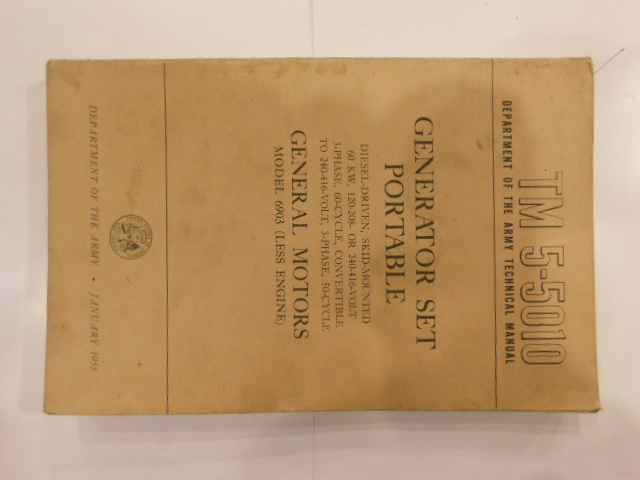 TM 5-5010
DEPARTMENT OF THE ARMY TECHNICAL MANUAL
GENERATOR SET
PORTABLE
DIESEL-DRIVEN, SKID-MOUNTED
60 KW, 120-208- OR 240-416-VOLT
3-PHASE, 60-CYCLE, CONVERTIBLE
TO 240-416-VOLT, 3-PHASE, 50-CYCLE
GENERAL MOTORS
MODEL 6903 (LESS ENGINE)
DEPARTMENT OF THE ARMY • JANUARY 1955